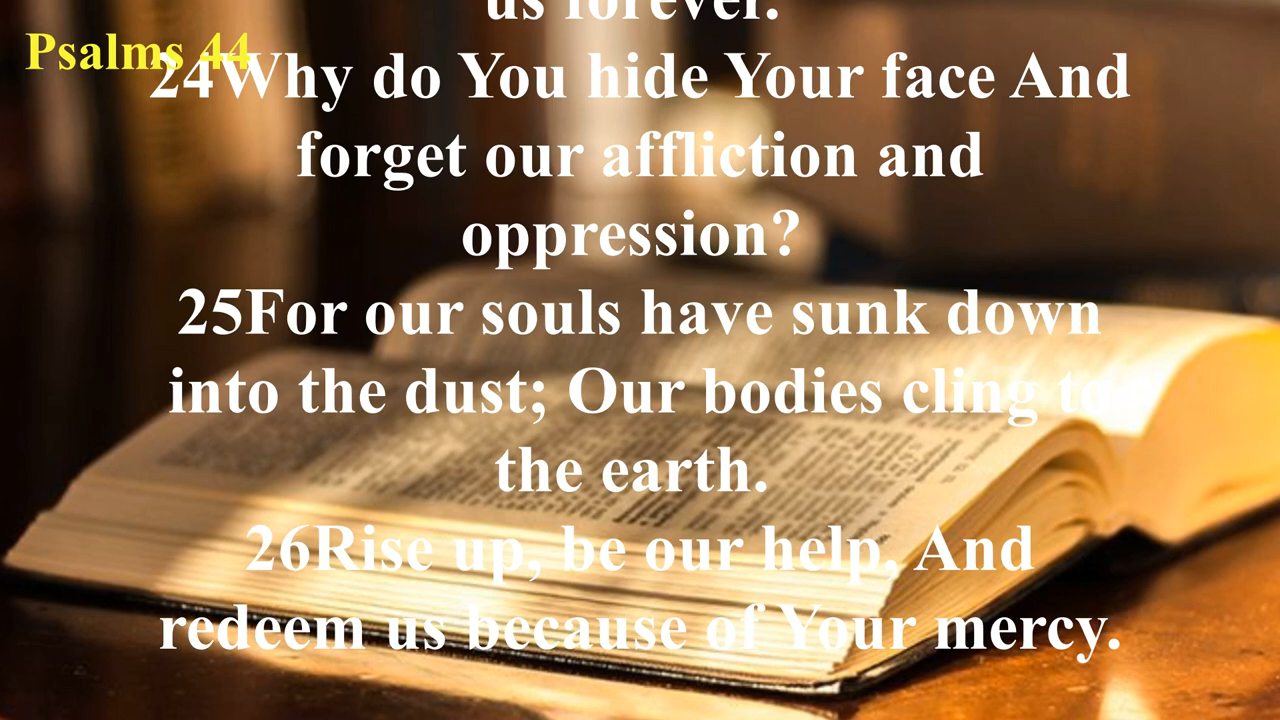 us forever.
Psalms 44
24Why do You hide Your face And
forget our affliction and
oppression?
25For our souls have sunk down
into the dust; Our bodies cling to
the earth.
26Rise up, be our help, And
redeem us because of Your mercy.